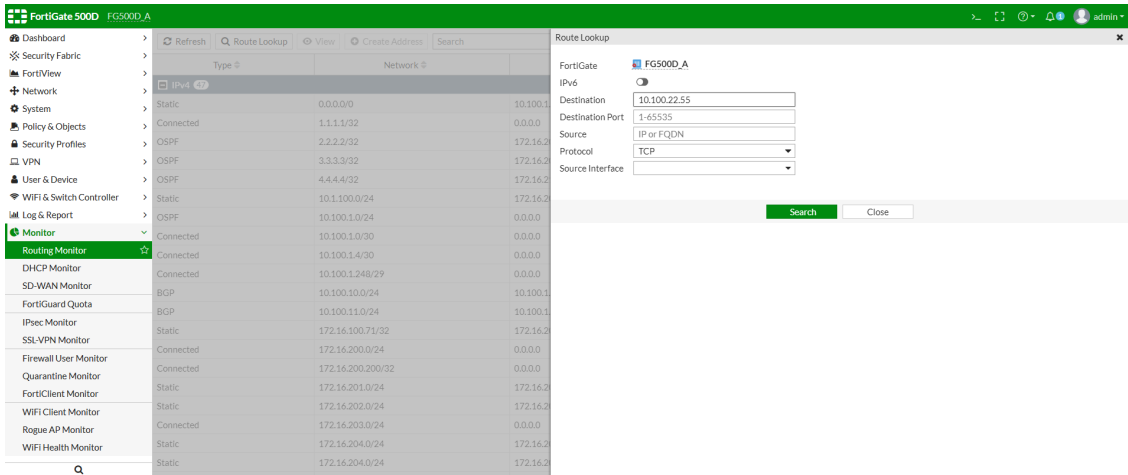 FortiGate 500D FG500D_A
admin
Dashboard
Security Fabric
FortiView
Network
System
Policy & Objects
Security Profiles
VPN
User & Device
WiFi & Switch Controller
Log & Report
Monitor
Routing Monitor
DHCP Monitor
SD-WAN Monitor
FortiGuard Quota
IPsec Monitor
SSL-VPN Monitor
Firewall User Monitor
Quarantine Monitor
FortiClient Monitor
WiFi Client Monitor
Rogue AP Monitor
WiFi Health Monitor
Refresh Route Lookup View Create Address Search
Type Network
IPv4 47
Static 0.0.0.0/0 10.100.1.
Connected 1.1.1.1/32 0.0.0.0
OSPF 2.2.2.2/32 172.16.20
OSPF 3.3.3.3/32 172.16.20
OSPF 4.4.4.4/32 172.16.2
Static 10.1.100.0/24 172.16.20
OSPF 10.100.1.0/24 0.0.0.0
Connected 10.100.1.0/30 0.0.0.0
Connected 10.100.1.4/30 0.0.0.0
Connected 10.100.1.248/29 0.0.0.0
BGP 10.100.10.0/24 10.100.1.
BGP 10.100.11.0/24 10.100.1.
Static 172.16.100.71/32 172.16.20
Connected 172.16.200.0/24 0.0.0.0
Connected 172.16.200.200/32 0.0.0.0
Static 172.16.201.0/24 172.16.20
Static 172.16.202.0/24 172.16.20
Connected 172.16.203.0/24 0.0.0.0
Static 172.16.204.0/24 172.16.20
Static 172.16.204.0/24 172.16.20
Route Lookup
FortiGate FG500D_A
IPv6
Destination 10.100.22.55
Destination Port 1-65535
Source IP or FQDN
Protocol TCP
Source Interface
Search Close